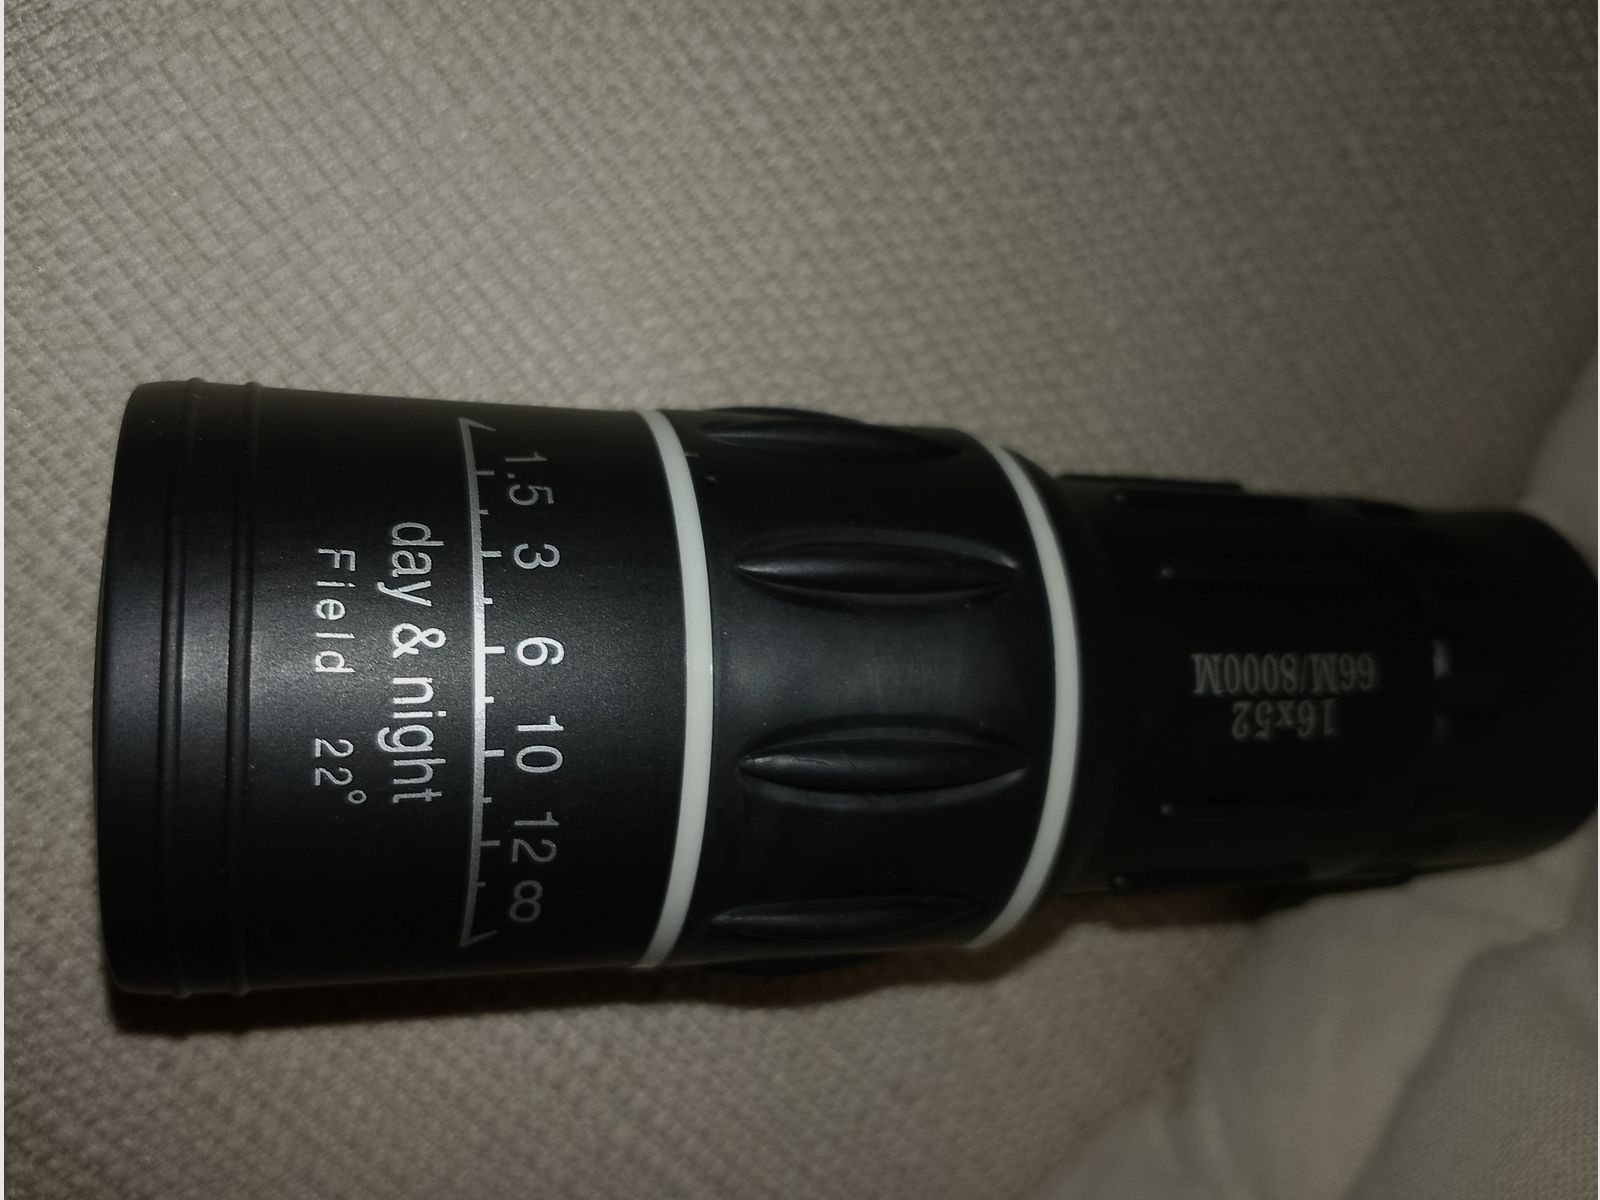 1.5 3 6 10 12 ∞
day & night
Field 22°
16x52
66M/8000M